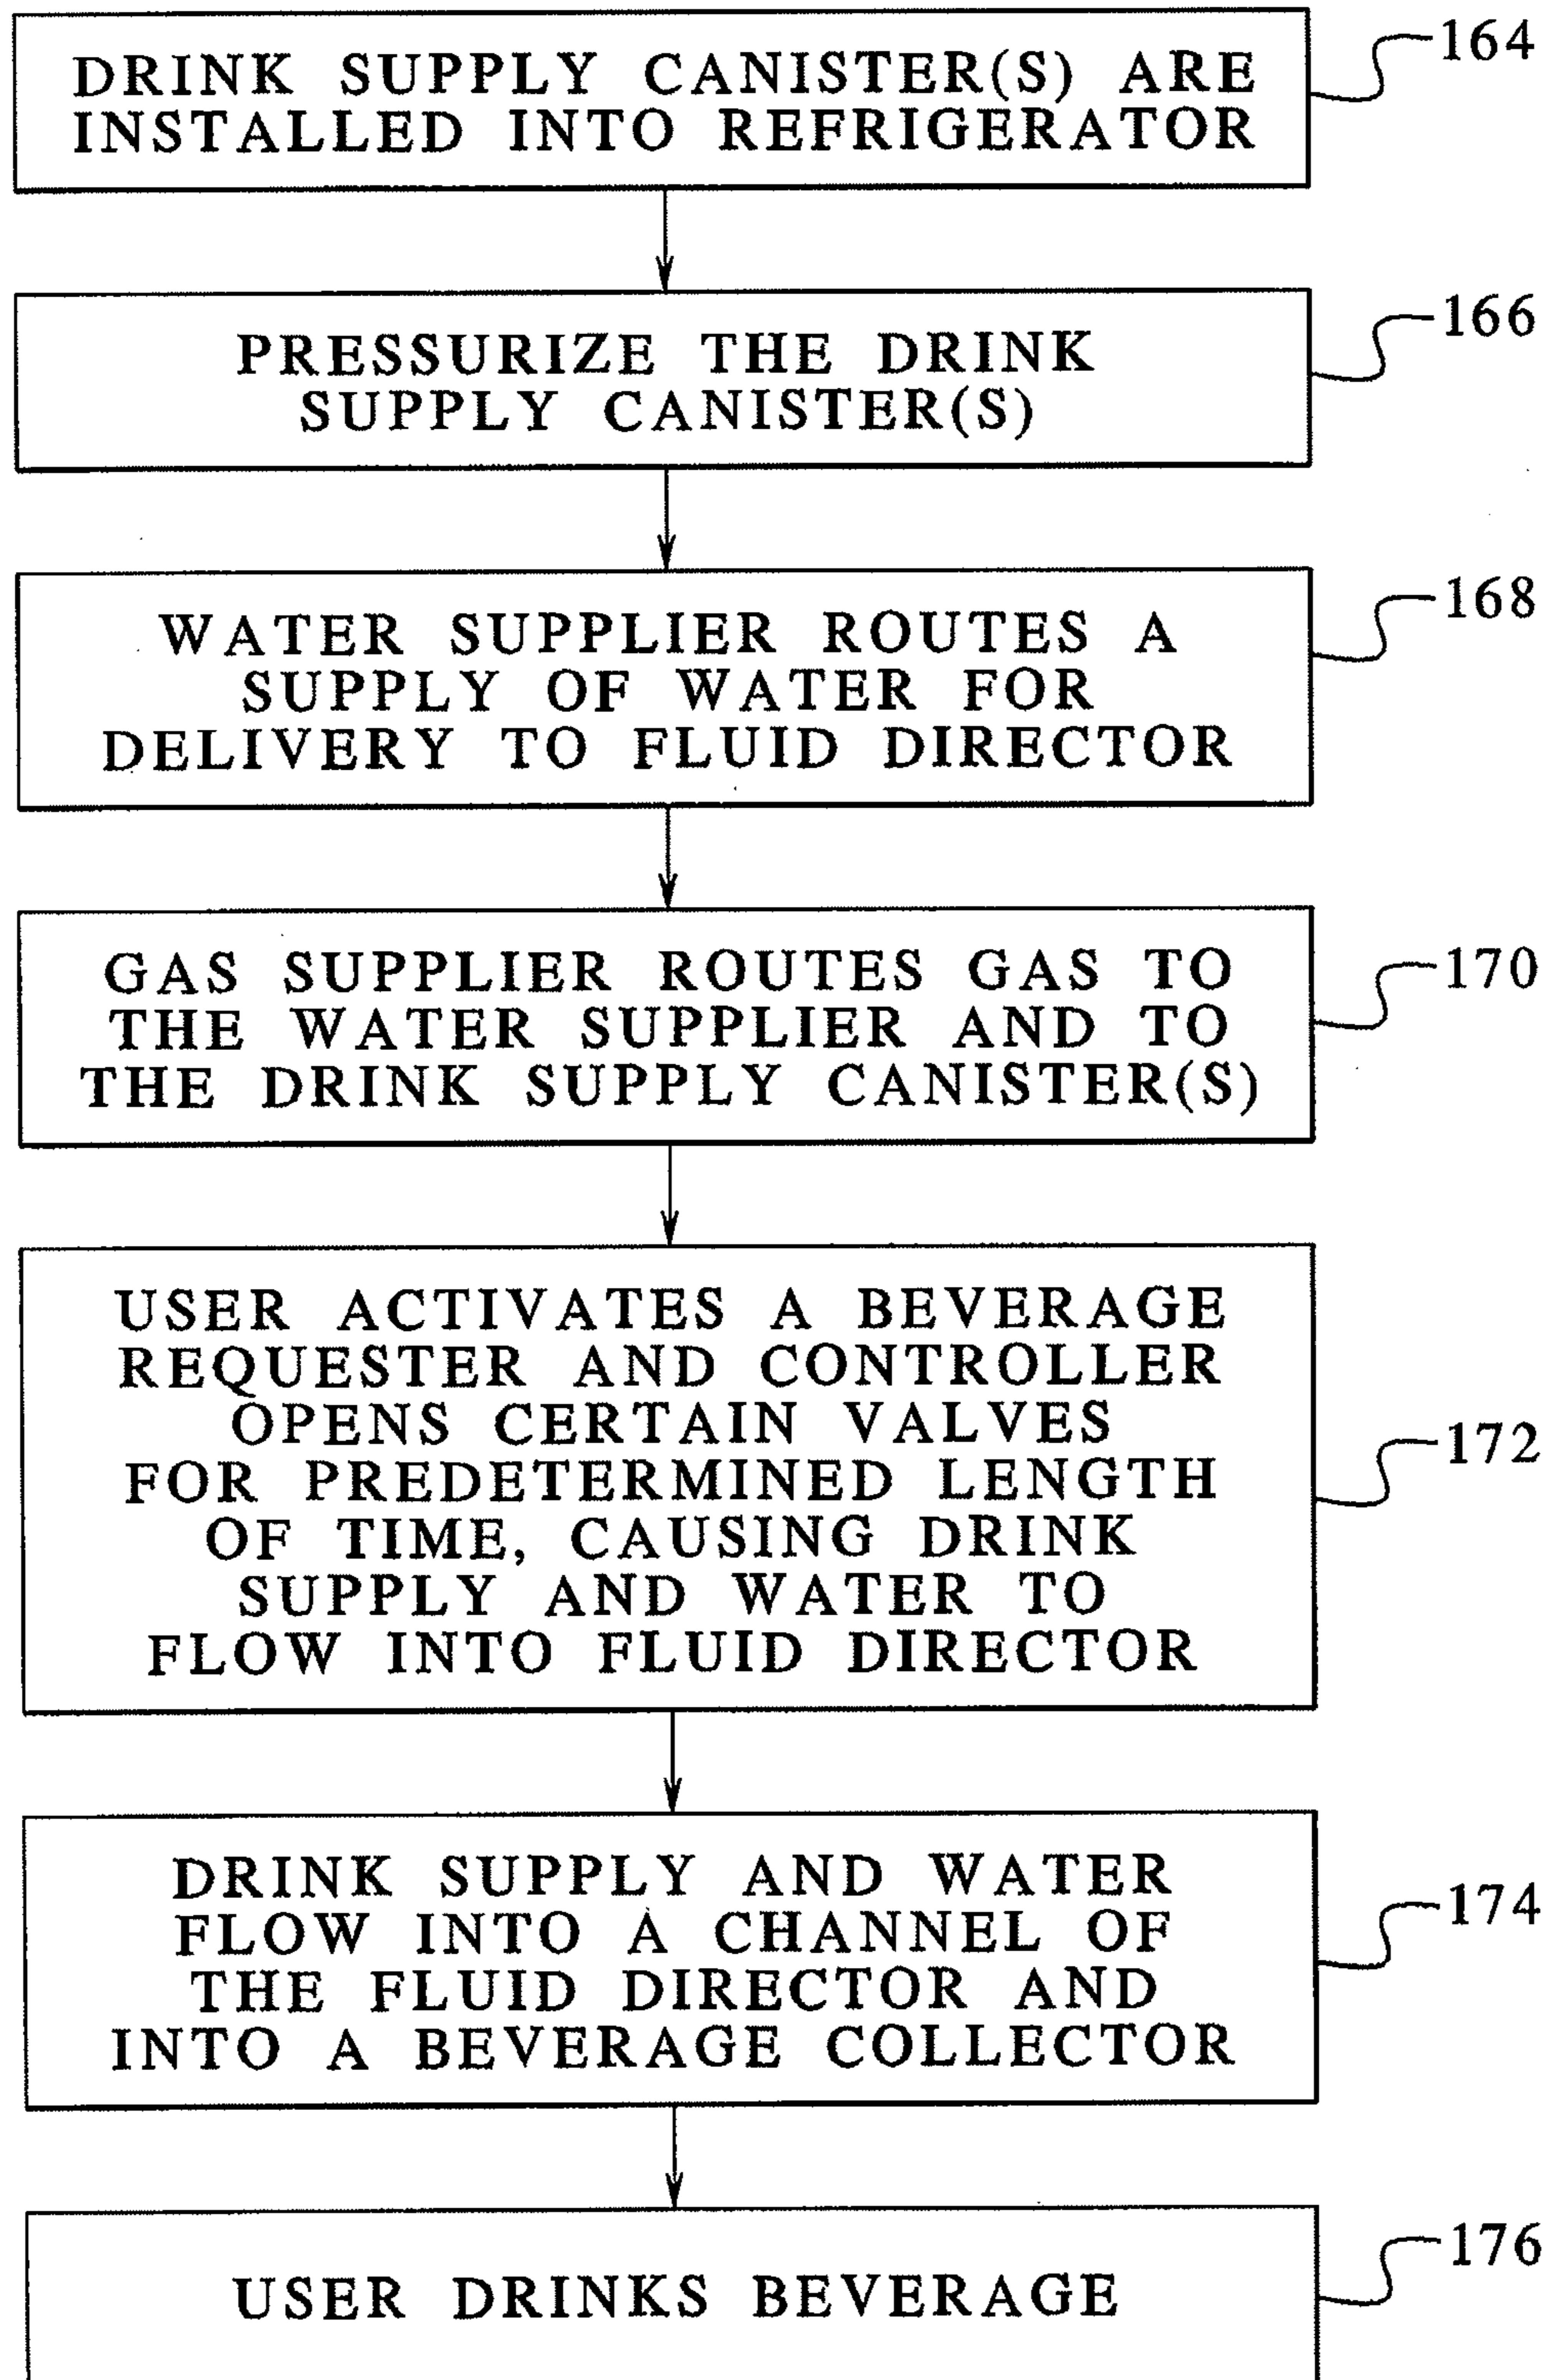 DRINK SUPPLY CANISTER(S) ARE
INSTALLED INTO REFRIGERATOR
164
PRESSURIZE THE DRINK
SUPPLY CANISTER(S)
166
WATER SUPPLIER ROUTES A
SUPPLY OF WATER FOR
DELIVERY TO FLUID DIRECTOR
168
GAS SUPPLIER ROUTES GAS TO
THE WATER SUPPLIER AND TO
THE DRINK SUPPLY CANISTER(S)
170
USER ACTIVATES A BEVERAGE
REQUESTER AND CONTROLLER
OPENS CERTAIN VALVES
FOR PREDETERMINED LENGTH
OF TIME, CAUSING DRINK
SUPPLY AND WATER TO
FLOW INTO FLUID DIRECTOR
172
DRINK SUPPLY AND WATER
FLOW INTO A CHANNEL OF
THE FLUID DIRECTOR AND
INTO A BEVERAGE COLLECTOR
174
USER DRINKS BEVERAGE
176